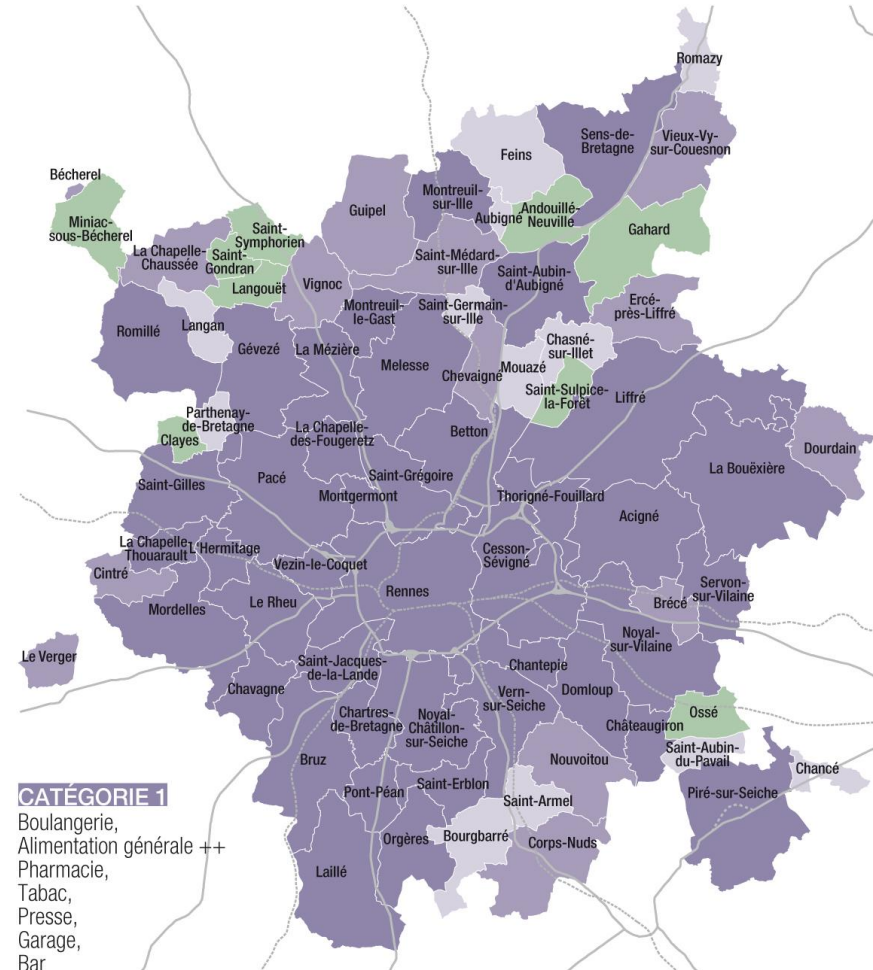 Romazy
Sens-de-
Bretagne
Vieux-Vy-
sur-Couesnon
Feins
Bécherel
Montreuil-
sur-Ille
Andouillé-
Neuville
Aubigné
Guipel
Miniac-
sous-Bécherel
Saint-
Symphorien
Gahard
La Chapelle-
Chaussée
Saint-
Gondran
Saint-Médard-
sur-Ille
Saint-Aubin-
d'Aubigné
Langouët
Vignoc
Ercé-
près-Liffré
Montreuil-
le-Gast
Saint-Germain-
sur-Ille
Romillé
Langan
Gévezé
La Mézière
Chasné-
sur-Illet
Melesse
Mouazé
Chevaigné
Saint-Sulpice-
la-Forêt
Liffré
Parthenay-
de-Bretagne
La Chapelle-
des-Fougeretz
Betton
Clayes
Dourdain
La Bouëxière
Pacé
Saint-Grégoire
Saint-Gilles
Montgermont
Thorigné-Fouillard
Acigné
La Chapelle-
Thouarault
L'Hermitage
Cesson-
Sévigné
Vezin-le-Coquet
Cintré
Rennes
Servon-
sur-Vilaine
Brécé
Mordelles
Le Rheu
Noyal-
sur-Vilaine
Le Verger
Saint-Jacques-
de-la-Lande
Chantepie
Chavagne
Domloup
Vern-
sur-Seiche
Ossé
Chartres-
de-Bretagne
Noyal-
Châtillon-
sur-Seiche
Châteaugiron
Saint-Aubin-
du-Pavail
Bruz
Nouvoitou
Chancé
Saint-Erblon
Pont-Péan
Piré-sur-Seiche
Saint-Armel
Orgères
Bourgbarré
Corps-Nuds
Laillé
CATÉGORIE 1
Boulangerie,
Alimentation générale ++
Pharmacie,
Tabac,
Presse,
Garage,
Bar